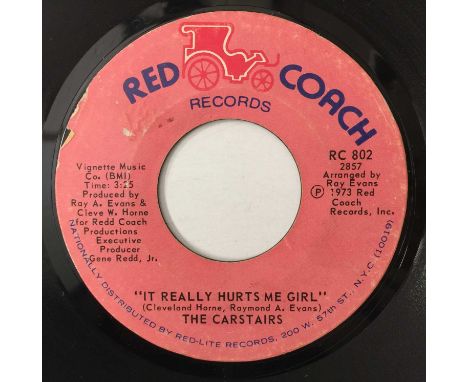 RED COACH
RECORDS
Vignette Music
Co. (BMI)
Time: 3:25
Produced by
Ray A. Evans &
Cleve W. Horne
for Redd Coach
Productions
Executive
Producer
Gene Redd, Jr.
RC 802
2857
Arranged by
Ray Evans
Ⓟ 1973 Red
Coach
Records, Inc.
"IT REALLY HURTS ME GIRL"
(Cleveland Horne, Raymond A. Evans)
THE CARSTAIRS
NATIONALLY DISTRIBUTED BY RED-LITE RECORDS, 200 W. 57th ST., N.Y.C. (10019)